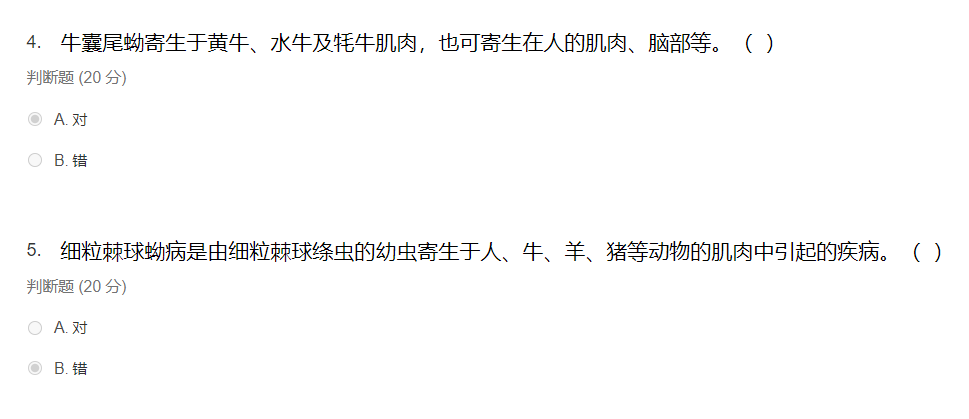 4. 牛囊尾蚴寄生于黄牛、水牛及牦牛肌肉，也可寄生在人的肌肉、脑部等。（ ）
判断题 (20 分)
A. 对
B. 错
5. 细粒棘球蚴病是由细粒棘球绦虫的幼虫寄生于人、牛、羊、猪等动物的肌肉中引起的疾病。（ ）
判断题 (20 分)
A. 对
B. 错